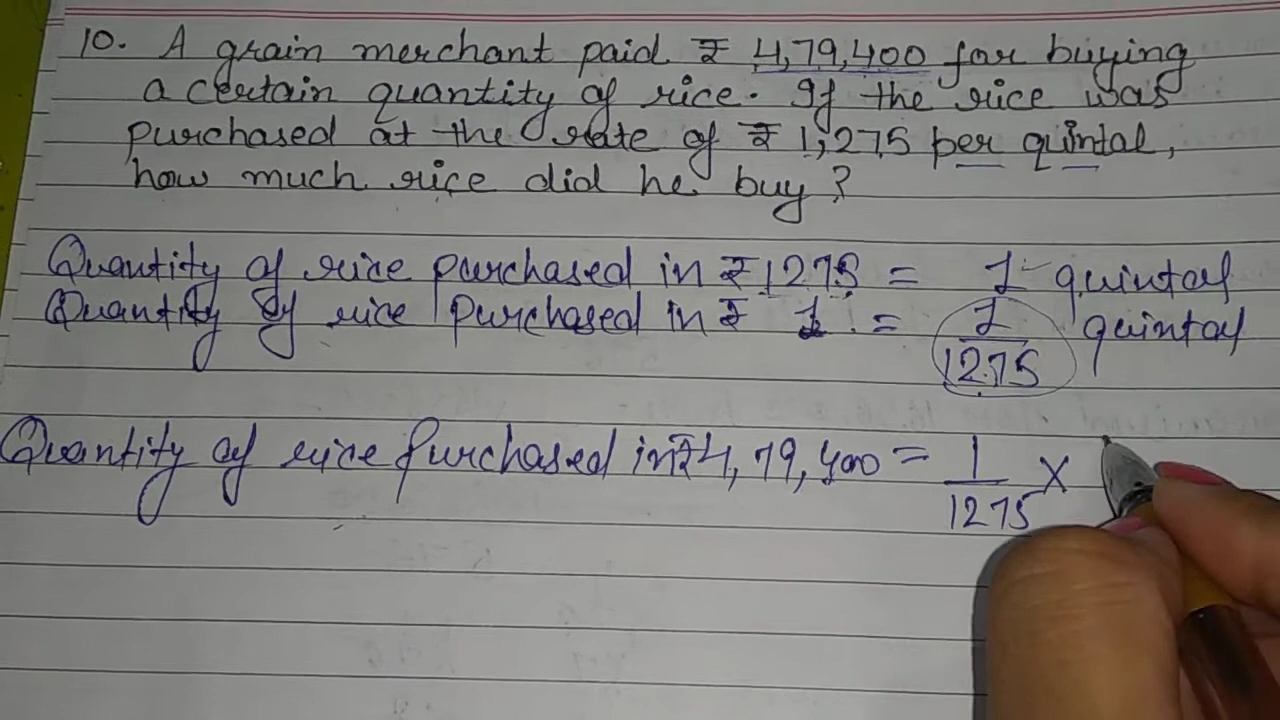 10. A grain merchant paid ₹ 4,79,400 for buying
a certain quantity of rice. If the rice was
purchased at the rate of ₹ 1,275 per quintal,
how much rice did he buy?
Quantity of rice purchased in ₹ 1275 = 1 quintal
Quantity of rice purchased in ₹ 1 = 1/1275 quintal
Quantity of rice purchased in ₹ 4,79,400 = 1/1275 ×